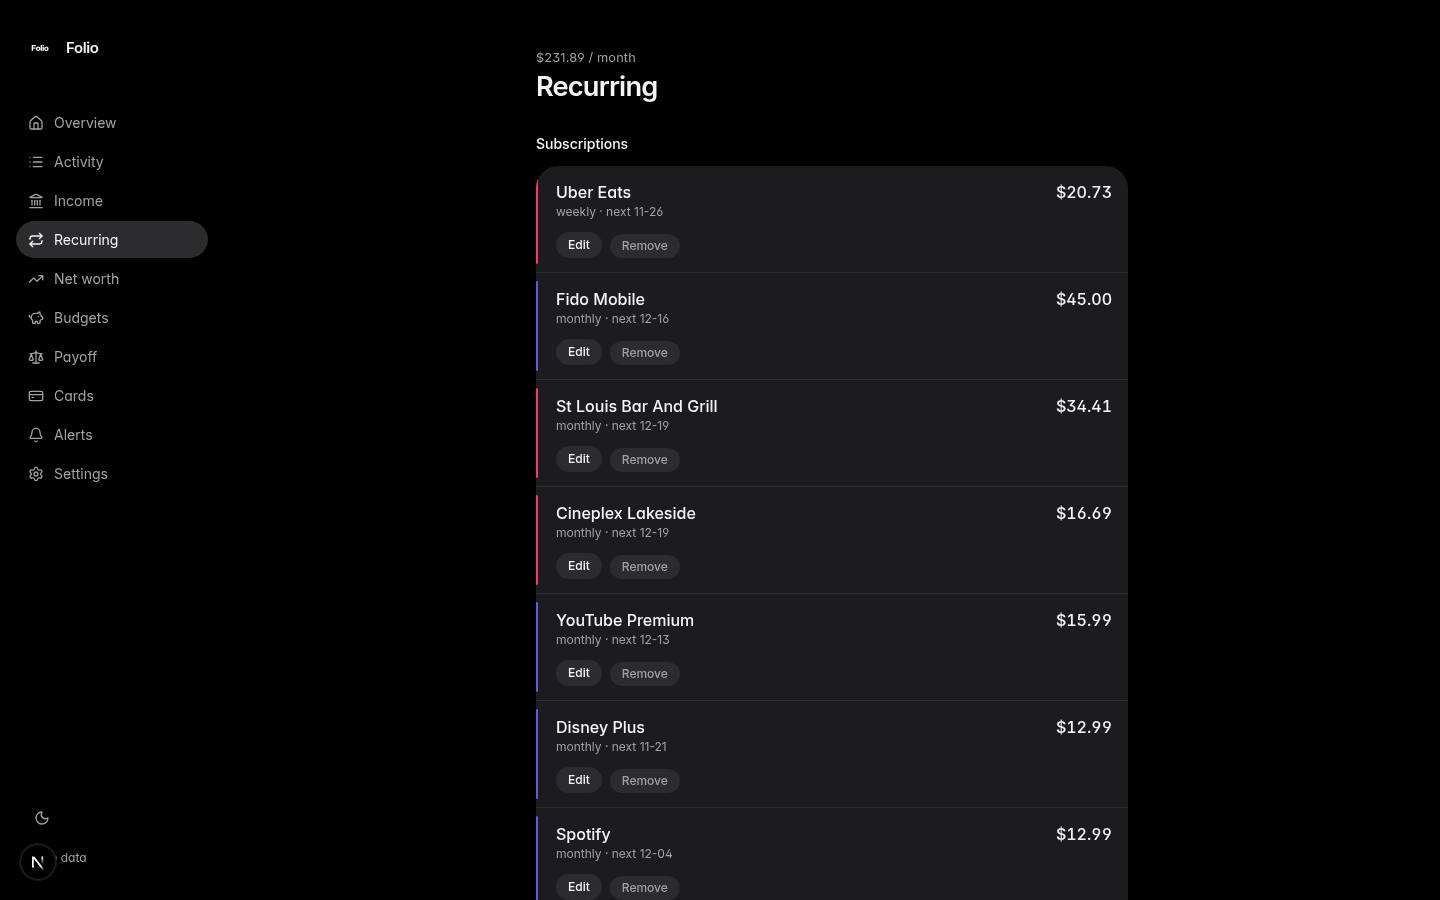 Folio Folio
Overview
Activity
Income
Recurring
Net worth
Budgets
Payoff
Cards
Alerts
Settings
data
N
$231.89 / month
Recurring
Subscriptions
Uber Eats $20.73
weekly · next 11-26
Edit Remove
Fido Mobile $45.00
monthly · next 12-16
Edit Remove
St Louis Bar And Grill $34.41
monthly · next 12-19
Edit Remove
Cineplex Lakeside $16.69
monthly · next 12-19
Edit Remove
YouTube Premium $15.99
monthly · next 12-13
Edit Remove
Disney Plus $12.99
monthly · next 11-21
Edit Remove
Spotify $12.99
monthly · next 12-04
Edit Remove